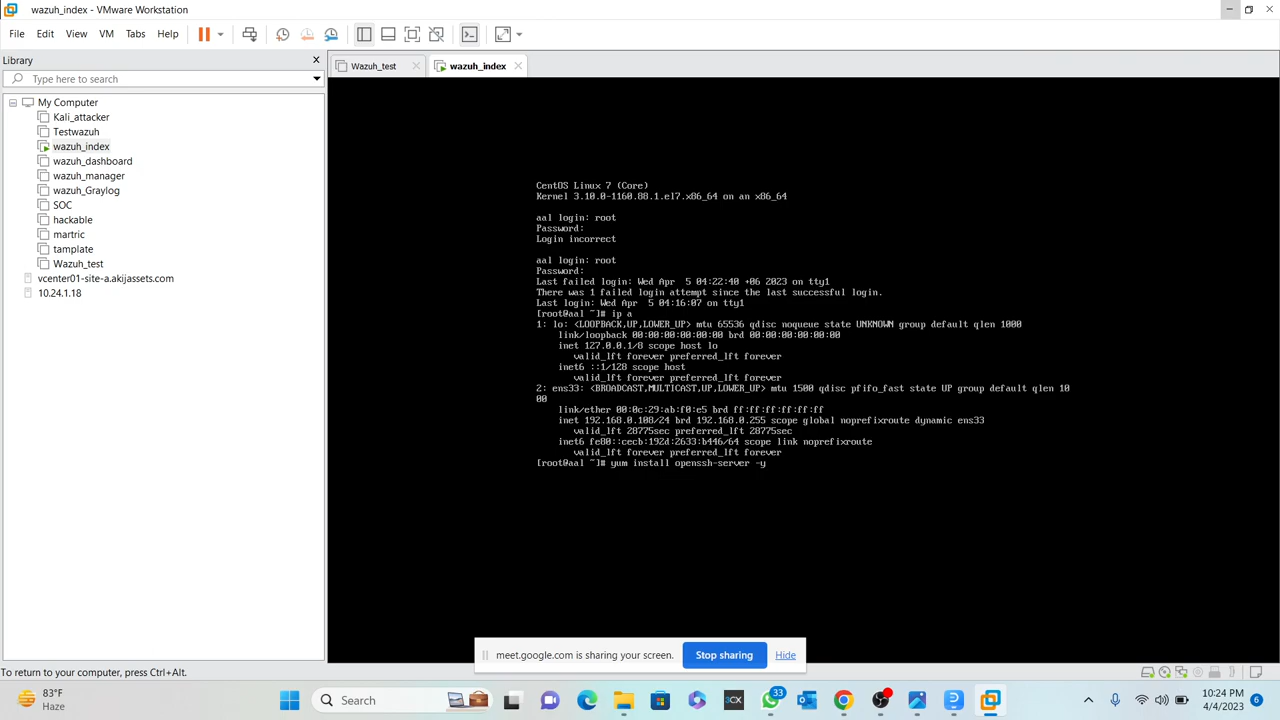 wazuh_index - VMware Workstation
File Edit View VM Tabs Help
Library
Type here to search
My Computer
Kali_attacker
Testwazuh
wazuh_index
wazuh_dashboard
wazuh_manager
wazuh_Graylog
SOC
hackable
martric
tamplate
Wazuh_test
vcenter01-site-a.akijassets.com
10.24.1.18
Wazuh_test
wazuh_index
CentOS Linux 7 (Core)
Kernel 3.10.0-1160.88.1.el7.x86_64 on an x86_64
aal login: root
Password:
Login incorrect
aal login: root
Password:
Last failed login: Wed Apr  5 04:22:40 +06 2023 on tty1
There was 1 failed login attempt since the last successful login.
Last login: Wed Apr  5 04:16:07 on tty1
[root@aal ~]# ip a
1: lo: <LOOPBACK,UP,LOWER_UP> mtu 65536 qdisc noqueue state UNKNOWN group default qlen 1000
link/loopback 00:00:00:00:00:00 brd 00:00:00:00:00:00
inet 127.0.0.1/8 scope host lo
valid_lft forever preferred_lft forever
inet6 ::1/128 scope host
valid_lft forever preferred_lft forever
2: ens33: <BROADCAST,MULTICAST,UP,LOWER_UP> mtu 1500 qdisc pfifo_fast state UP group default qlen 10
00
link/ether 00:0c:29:ab:f0:e5 brd ff:ff:ff:ff:ff:ff
inet 192.168.0.108/24 brd 192.168.0.255 scope global noprefixroute dynamic ens33
valid_lft 28775sec preferred_lft 28775sec
inet6 fe80::cecb:192d:2633:b446/64 scope link noprefixroute
valid_lft forever preferred_lft forever
[root@aal ~]# yum install openssh-server -y
meet.google.com is sharing your screen. Stop sharing Hide
To return to your computer, press Ctrl+Alt.
83°F
Haze
Search
3CX
33
10:24 PM
4/4/2023
6